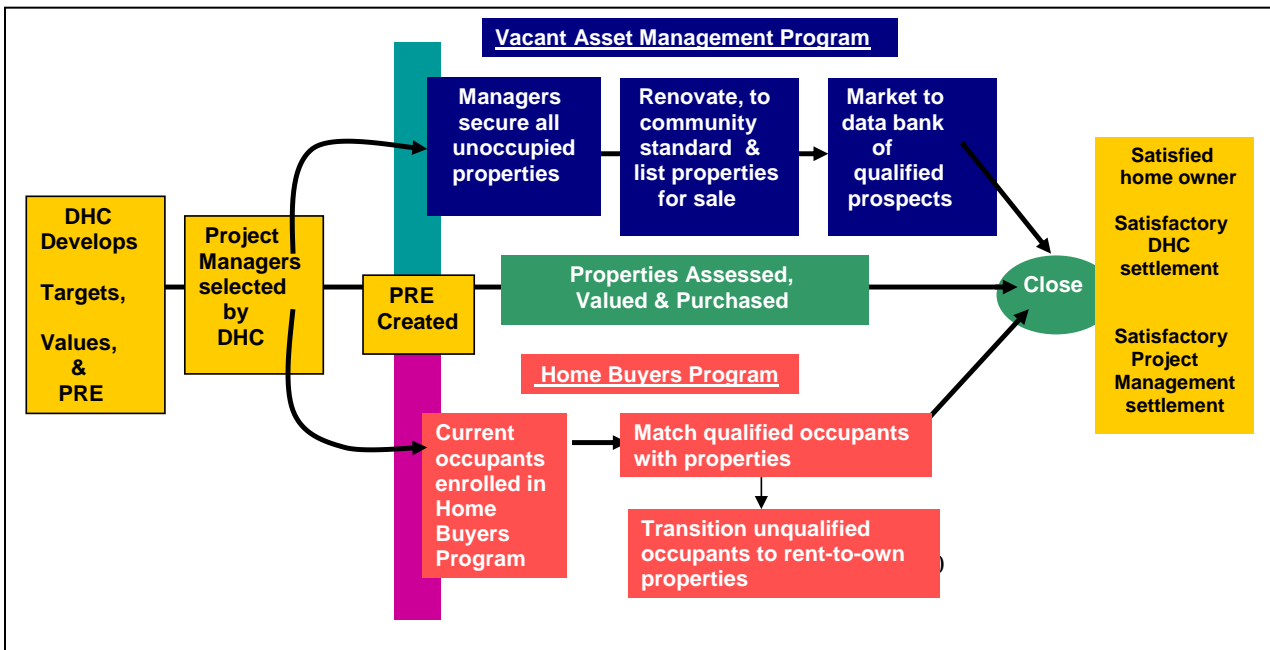 Vacant Asset Management Program
Managers
secure all
unoccupied
properties
Renovate, to
community
standard & 
list properties
for sale
Market to
data bank
of
qualified
prospects
DHC
Develops
Targets,
Values,
&
PRE
Project
Managers
selected
by
DHC
PRE
Created
Properties Assessed,
Valued & Purchased
Close
Satisfied
home owner
Satisfactory
DHC
settlement
Satisfactory
Project
Management
settlement
Home Buyers Program
Current
occupants
enrolled in
Home
Buyers
Program
Match qualified occupants
with properties
Transition unqualified
occupants to rent-to-own
properties
)